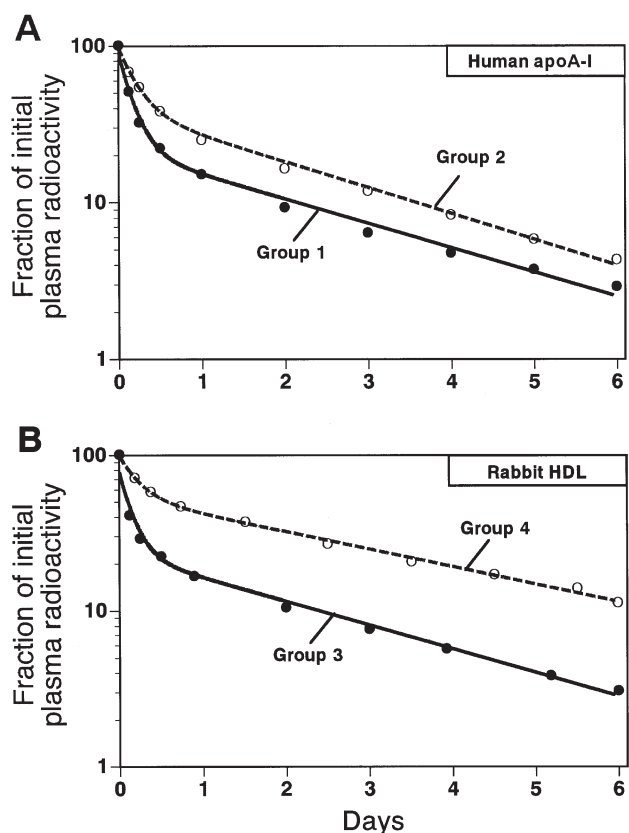 A
Human apoA-I
100
10
1
Fraction of initial
plasma radioactivity
Group 2
Group 1
0 1 2 3 4 5 6
B
Rabbit HDL
100
10
1
Fraction of initial
plasma radioactivity
Group 4
Group 3
0 1 2 3 4 5 6
Days